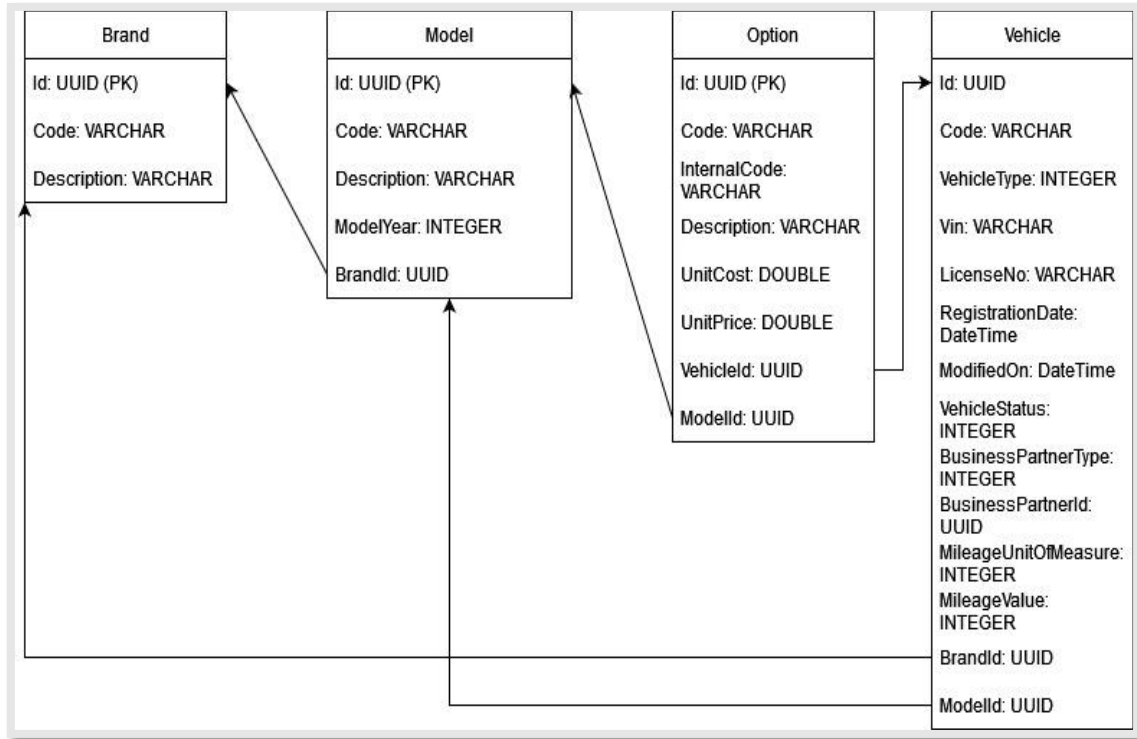 Brand
Id: UUID (PK)
Code: VARCHAR
Description: VARCHAR
Model
Id: UUID (PK)
Code: VARCHAR
Description: VARCHAR
ModelYear: INTEGER
BrandId: UUID
Option
Id: UUID (PK)
Code: VARCHAR
InternalCode:
VARCHAR
Description: VARCHAR
UnitCost: DOUBLE
UnitPrice: DOUBLE
VehicleId: UUID
ModelId: UUID
Vehicle
Id: UUID
Code: VARCHAR
VehicleType: INTEGER
Vin: VARCHAR
LicenseNo: VARCHAR
RegistrationDate:
DateTime
ModifiedOn: DateTime
VehicleStatus:
INTEGER
BusinessPartnerType:
INTEGER
BusinessPartnerId:
UUID
MileageUnitOfMeasure:
INTEGER
MileageValue:
INTEGER
BrandId: UUID
ModelId: UUID